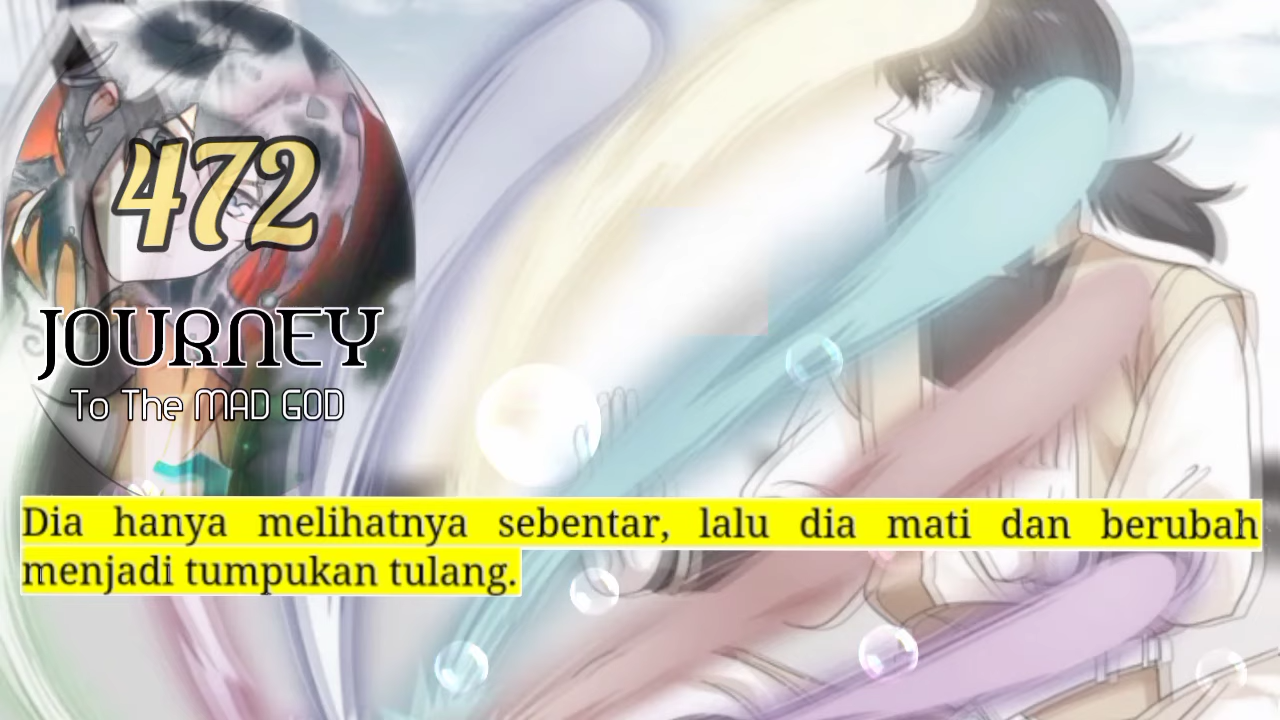 472
JOURNEY
To The MAD GOD
Dia hanya melihatnya sebentar, lalu dia mati dan berubah
menjadi tumpukan tulang.